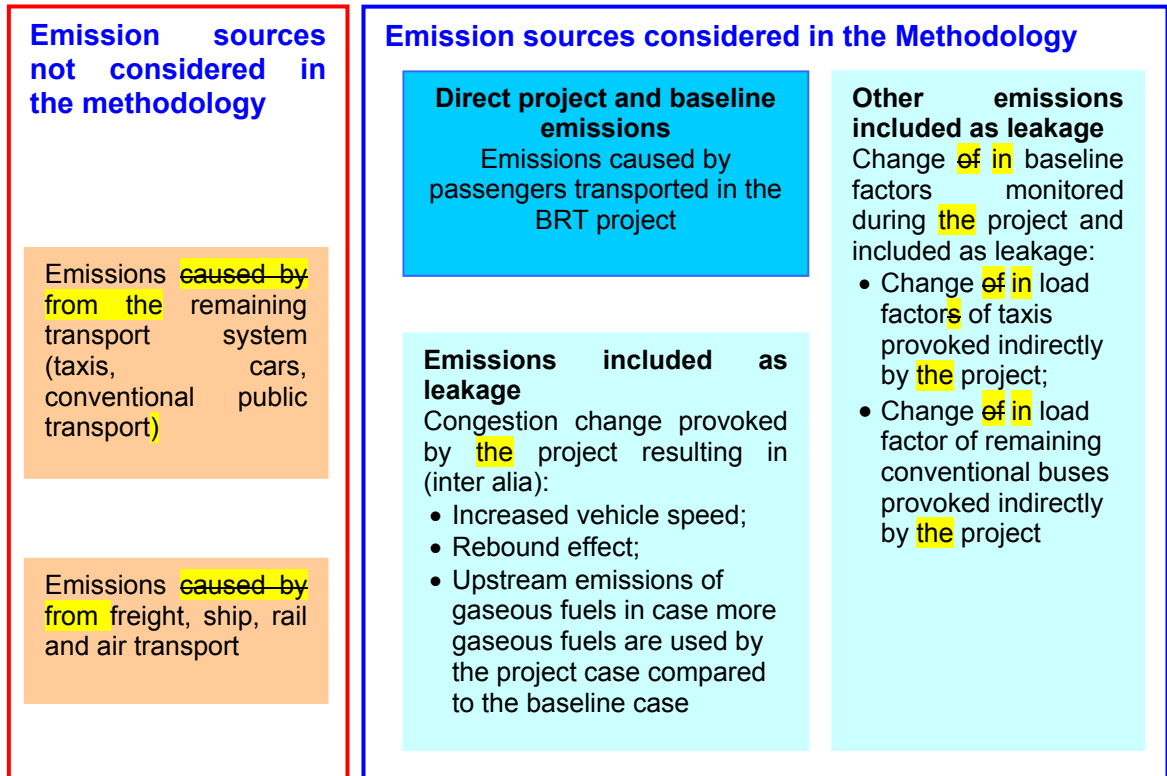 Emission sources
not considered in
the methodology
Emissions caused by
from the remaining
transport system
(taxis, cars,
conventional public
transport)
Emissions caused by
from freight, ship, rail
and air transport
Emission sources considered in the Methodology
Direct project and baseline
emissions
Emissions caused by
passengers transported in the
BRT project
Emissions included as
leakage
Congestion change provoked
by the project resulting in
(inter alia):
• Increased vehicle speed;
• Rebound effect;
• Upstream emissions of
gaseous fuels in case more
gaseous fuels are used by
the project case compared
to the baseline case
Other emissions
included as leakage
Change of in baseline
factors monitored
during the project and
included as leakage:
• Change of in load
factors of taxis
provoked indirectly
by the project;
• Change of in load
factor of remaining
conventional buses
provoked indirectly
by the project